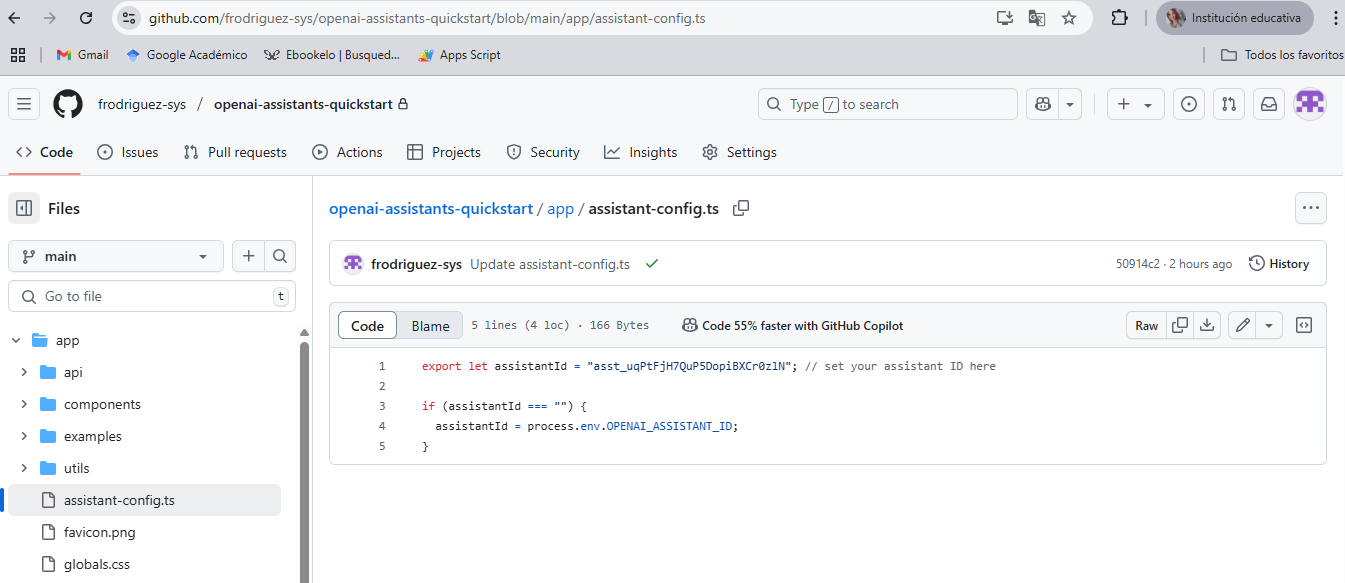 github.com/frodriguez-sys/openai-assistants-quickstart/blob/main/app/assistant-config.ts
Institución educativa
Gmail
Google Académico
Ebookelo | Busqued...
Apps Script
Todos los favoritos
frodriguez-sys / openai-assistants-quickstart
Type / to search
Code
Issues
Pull requests
Actions
Projects
Security
Insights
Settings
Files
main
Go to file
t
app
api
components
examples
utils
assistant-config.ts
favicon.png
globals.css
openai-assistants-quickstart / app / assistant-config.ts
frodriguez-sys Update assistant-config.ts
50914c2 · 2 hours ago
History
Code
Blame
5 lines (4 loc) · 166 Bytes
Code 55% faster with GitHub Copilot
Raw
1 export let assistantId = "asst_uqPtFjH7QuP5DopiBXCr0zlN"; // set your assistant ID here
2
3 if (assistantId === "") {
4 assistantId = process.env.OPENAI_ASSISTANT_ID;
5 }